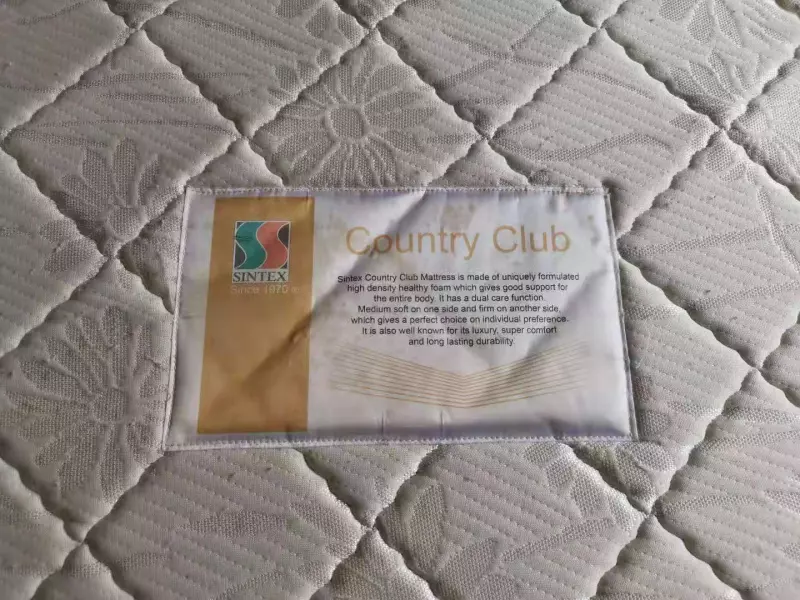 SINTEX
Since 1970
Country Club
Sintex Country Club Mattress is made of uniquely formulated
high density healthy foam which gives good support for
the entire body. It has a dual care function.
Medium soft on one side and firm on another side,
which gives a perfect choice on individual preference.
It is also well known for its luxury, super comfort
and long lasting durability.